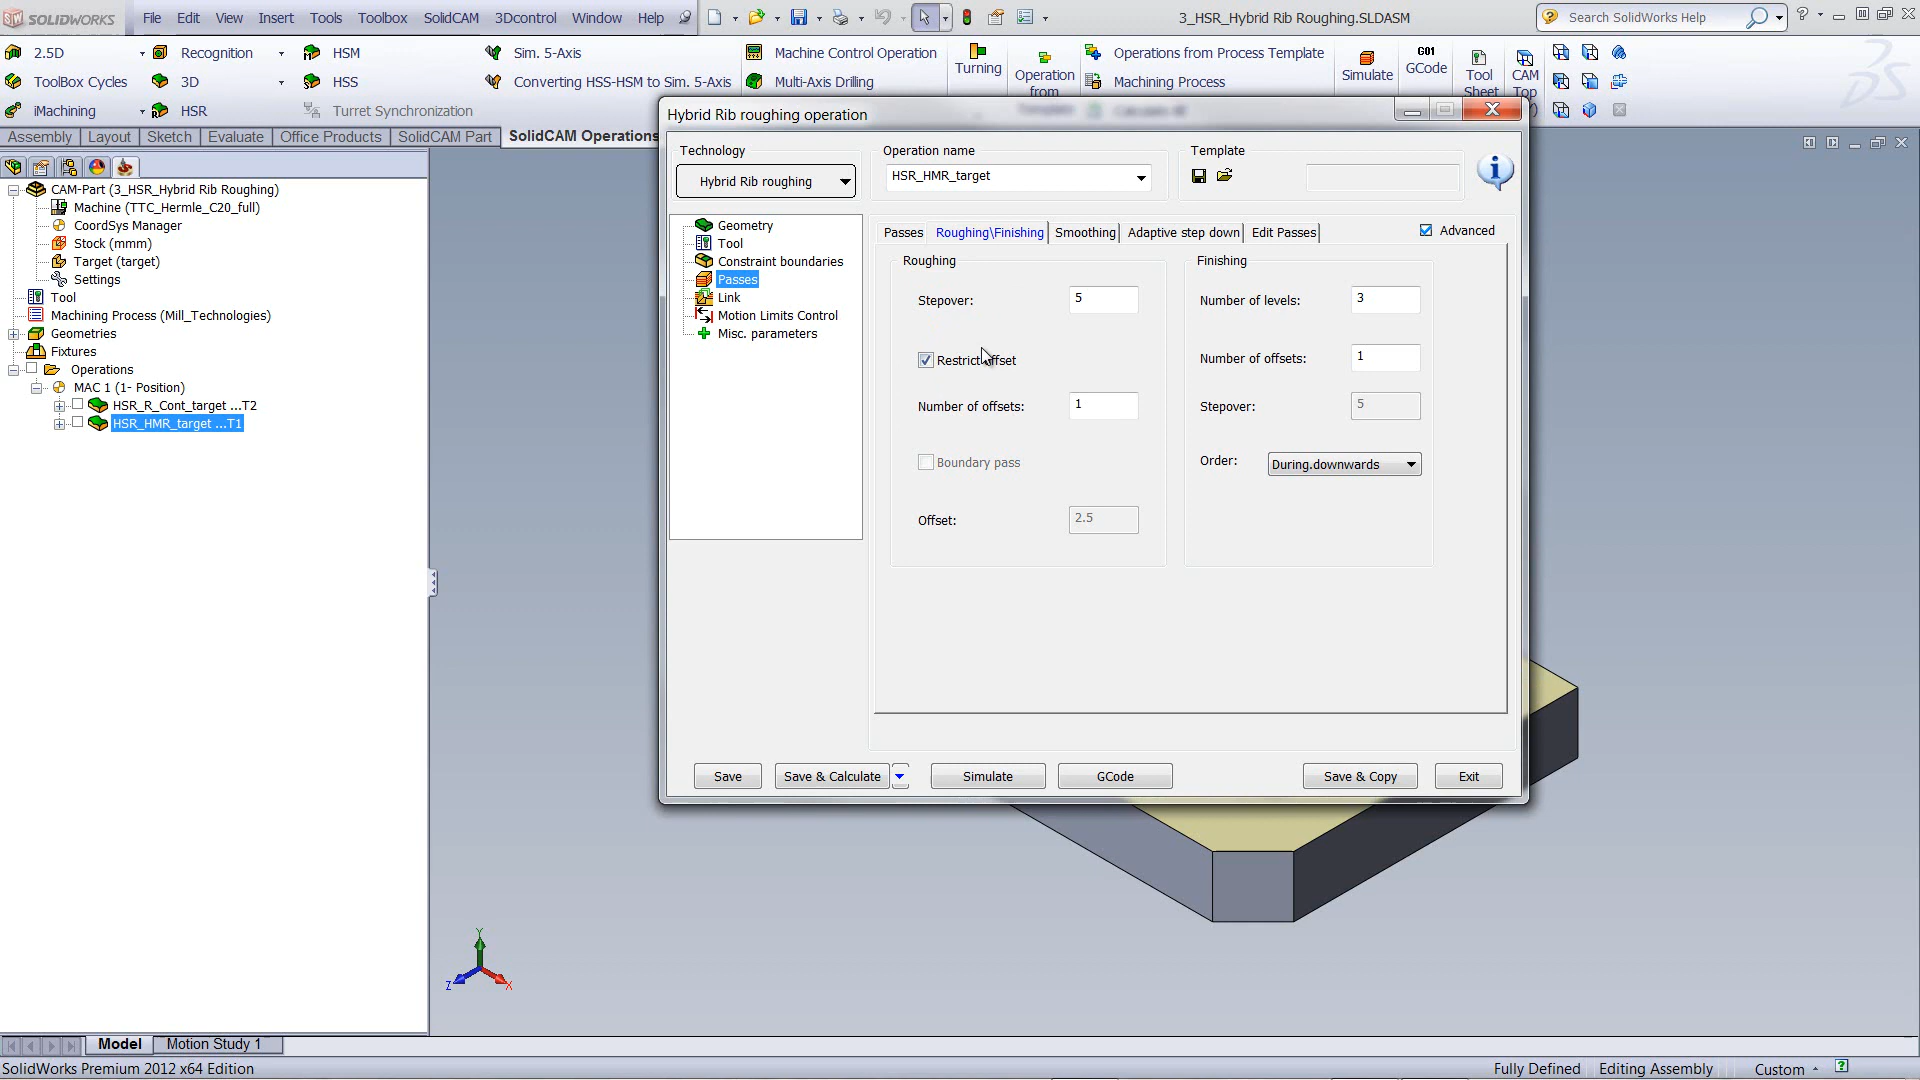 SOLIDWORKS File Edit View Insert Tools Toolbox SolidCAM 3Dcontrol Window Help 3_HSR_Hybrid Rib Roughing.SLDASM Search SolidWorks Help
2.5D Recognition HSM Sim. 5-Axis Machine Control Operation Turning Operation from Operations from Process Template Simulate G01 GCode Tool Sheet CAM Top
ToolBox Cycles 3D HSS Converting HSS-HSM to Sim. 5-Axis Multi-Axis Drilling Machining Process
iMachining HSR Turret Synchronization
Assembly Layout Sketch Evaluate Office Products SolidCAM Part SolidCAM Operations
Hybrid Rib roughing operation
Technology Operation name Template
Hybrid Rib roughing HSR_HMR_target
CAM-Part (3_HSR_Hybrid Rib Roughing)
Machine (TTC_Hermle_C20_full)
CoordSys Manager
Stock (mmm)
Target (target)
Settings
Tool
Machining Process (Mill_Technologies)
Geometries
Fixtures
Operations
MAC 1 (1- Position)
HSR_R_Cont_target ...T2
HSR_HMR_target ...T1
Geometry
Tool
Constraint boundaries
Passes
Link
Motion Limits Control
Misc. parameters
Passes Roughing\Finishing Smoothing Adaptive step down Edit Passes Advanced
Roughing
Stepover: 5
Restrict offset
Number of offsets: 1
Boundary pass
Offset: 2.5
Finishing
Number of levels: 3
Number of offsets: 1
Stepover: 5
Order: During.downwards
Save Save & Calculate Simulate GCode Save & Copy Exit
Y
Z X
Model Motion Study 1
SolidWorks Premium 2012 x64 Edition Fully Defined Editing Assembly Custom